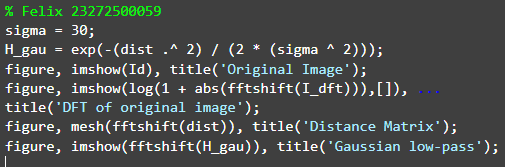 % Felix 23272500059
sigma = 30;
H_gau = exp(-(dist .^ 2) / (2 * (sigma ^ 2)));
figure, imshow(Id), title('Original Image');
figure, imshow(log(1 + abs(fftshift(I_dft))),[]), ...
title('DFT of original image');
figure, mesh(fftshift(dist)), title('Distance Matrix');
figure, imshow(fftshift(H_gau)), title('Gaussian low-pass');